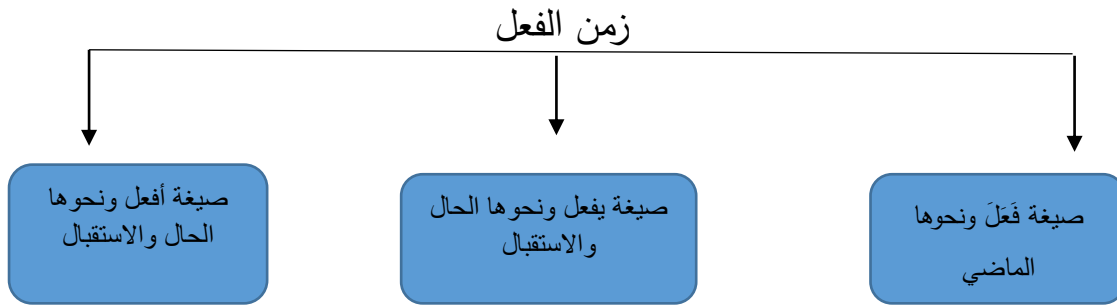 زمن الفعل
صيغة فَعَلَ ونحوها
الماضي
صيغة يفعل ونحوها الحال
والاستقبال
صيغة أفعل ونحوها
الحال والاستقبال